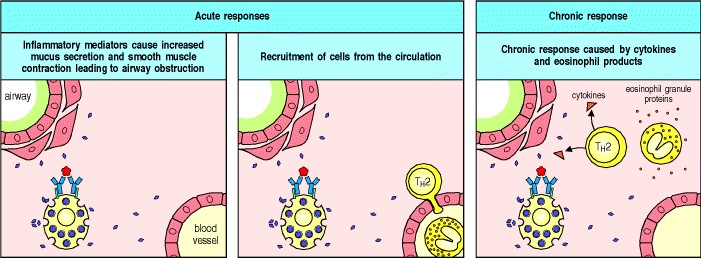 Acute responses
Inflammatory mediators cause increased
mucus secretion and smooth muscle
contraction leading to airway obstruction
Recruitment of cells from the circulation
Chronic response
Chronic response caused by cytokines
and eosinophil products
airway
blood
vessel
TH2
cytokines
eosinophil granule
proteins
TH2